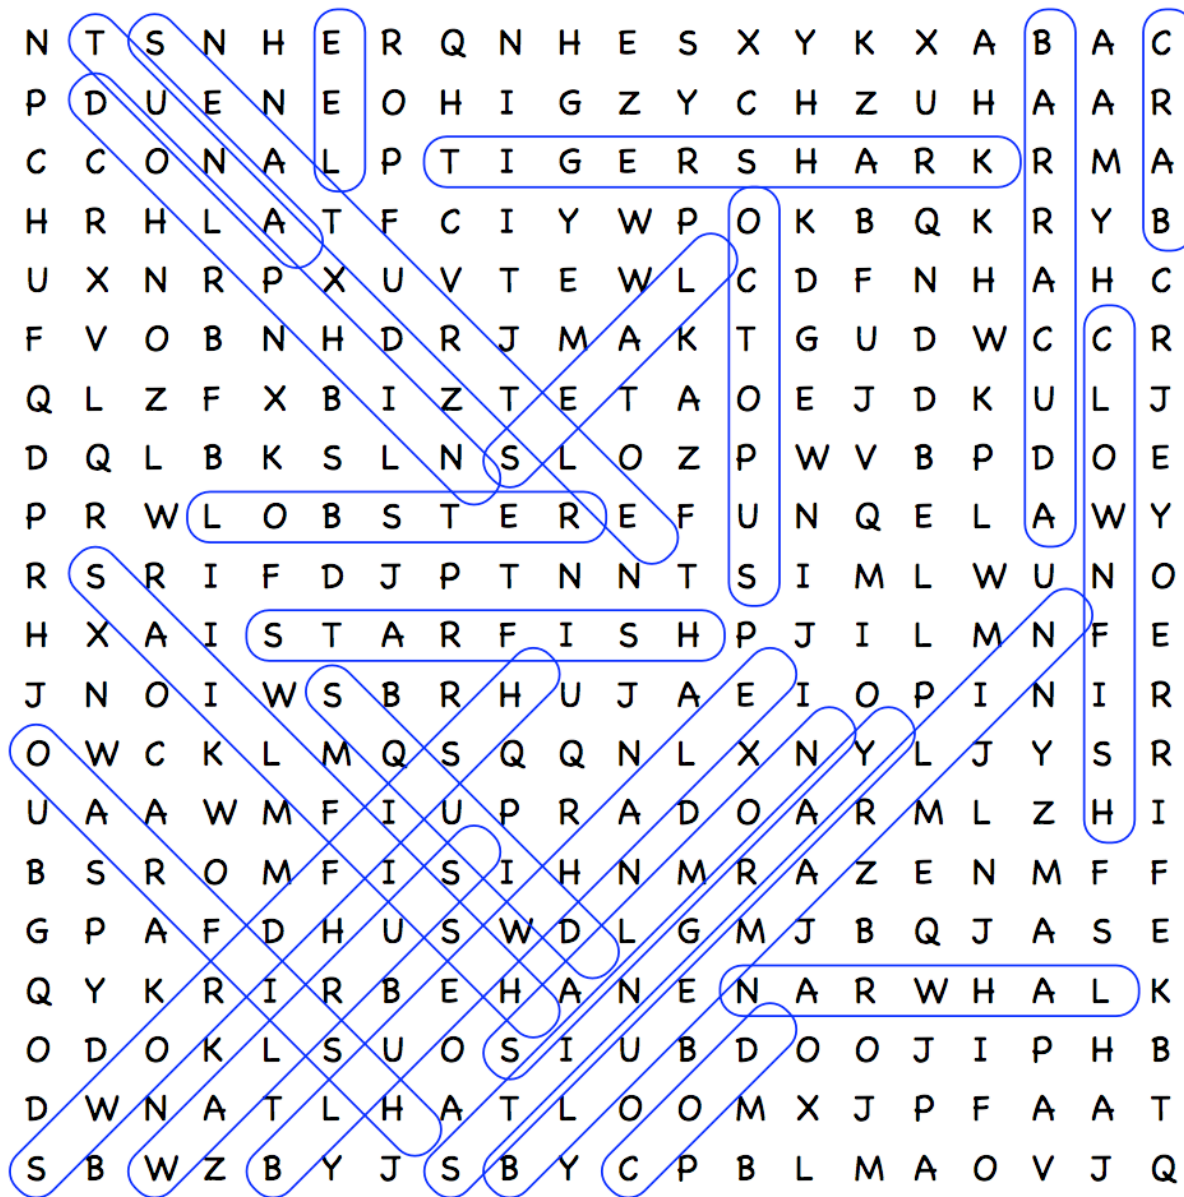 N T S N H E R Q N H E S X Y K X A B A C
P D U E N E O H I G Z Y C H Z U H A A R
C C O N A L P T I G E R S H A R K R M A
H R H L A T F C I Y W P O K B Q K R Y B
U X N R P X U V T E W L C D F N H A H C
F V O B N H D R J M A K T G U D W C C R
Q L Z F X B I Z T E T A O E J D K U L J
D Q L B K S L N S L O Z P W V B P D O E
P R W L O B S T E R E F U N Q E L A W Y
R S R I F D J P T N N T S I M L W U N O
H X A I S T A R F I S H P J I L M N F E
J N O I W S B R H U J A E I O P I N I R
O W C K L M Q S Q Q N L X N Y L J Y S R
U A A W M F I U P R A D O A R M L Z H I
B S R O M F I S I H N M R A Z E N M F F
G P A F D H U S W D L G M J B Q J A S E
Q Y K R I R B E H A N E N A R W H A L K
O D O K L S U O S I U B D O O J I P H B
D W N A T L H A T L O O M X J P F A A T
S B W Z B Y J S B Y C P B L M A O V J Q